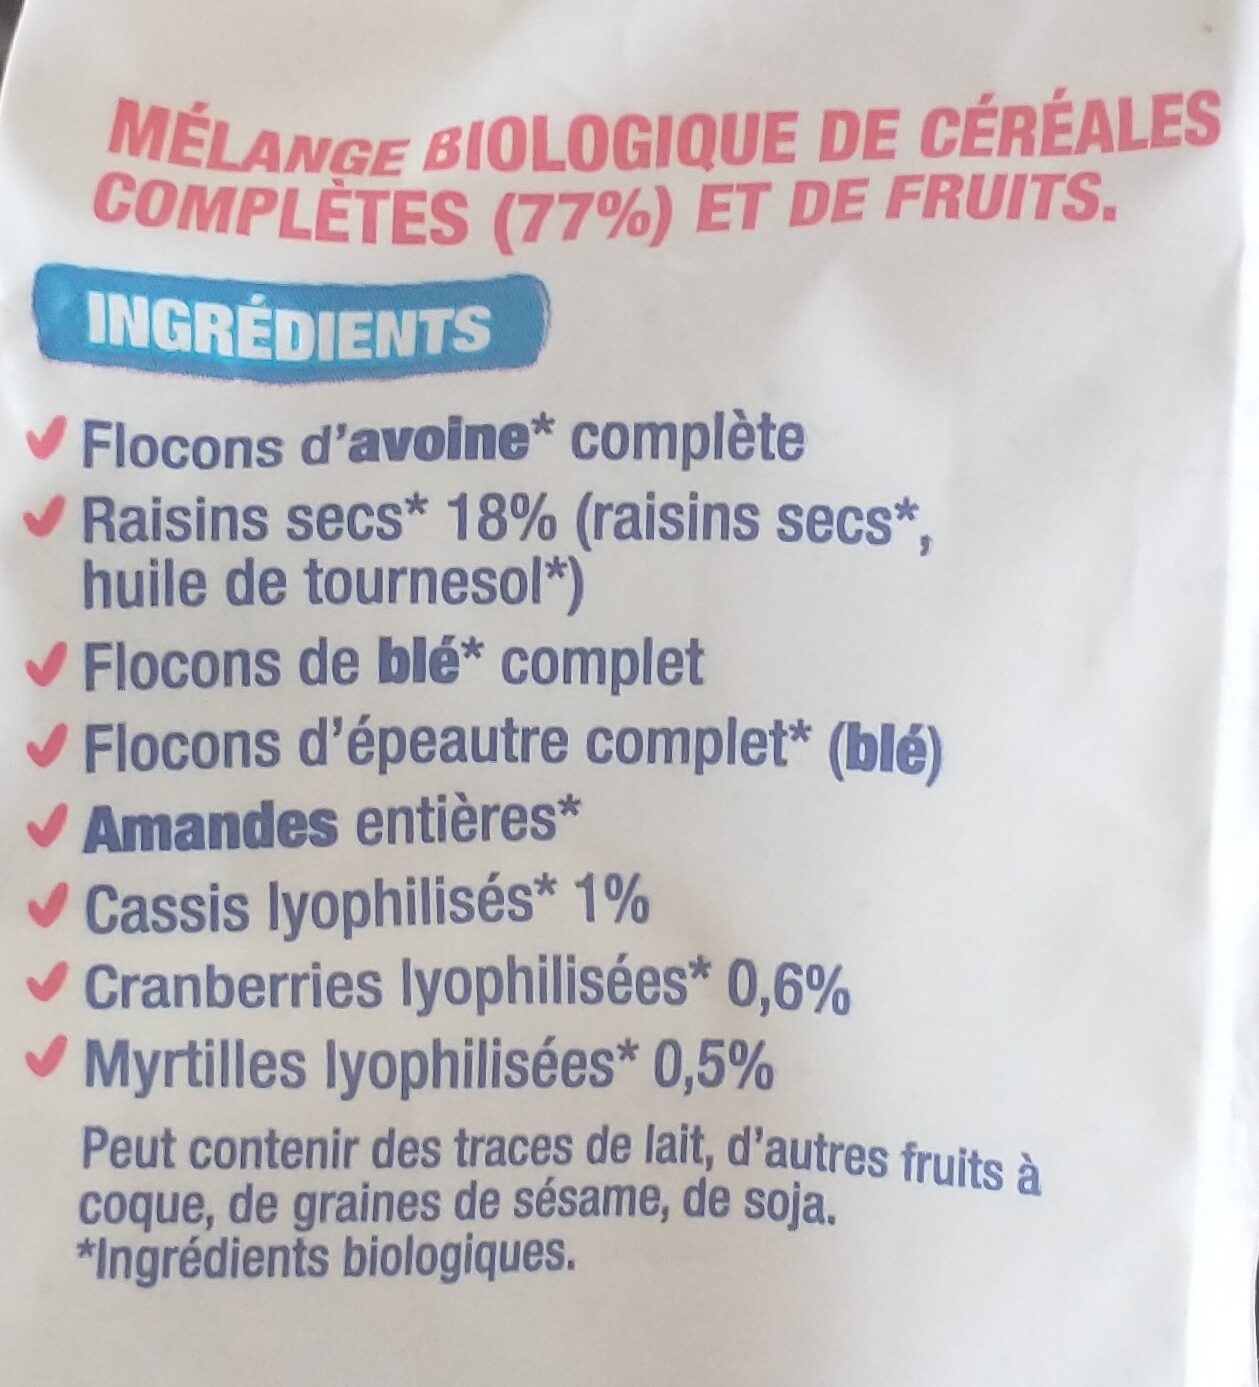 MÉLANGE BIOLOGIQUE DE CÉRÉALES
COMPLÈTES (77%) ET DE FRUITS.
INGRÉDIENTS
Flocons d'avoine* complète
Raisins secs* 18% (raisins secs*,
huile de tournesol*)
Flocons de blé* complet
Flocons d'épeautre complet* (blé)
Amandes entières*
Cassis lyophilisés* 1%
Cranberries lyophilisées* 0,6%
Myrtilles lyophilisées* 0,5%
Peut contenir des traces de lait, d'autres fruits à
coque, de graines de sésame, de soja.
*Ingrédients biologiques.